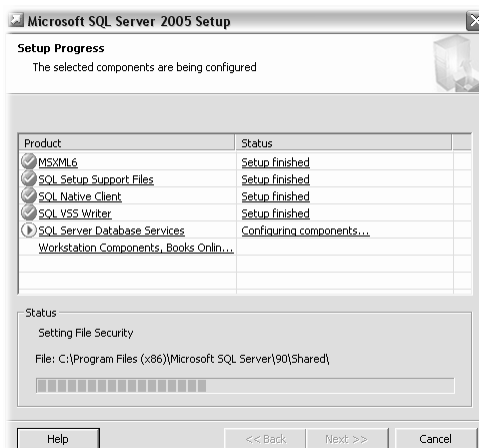 Microsoft SQL Server 2005 Setup
Setup Progress
The selected components are being configured
Product Status
MSXML6 Setup finished
SQL Setup Support Files Setup finished
SQL Native Client Setup finished
SQL VSS Writer Setup finished
SQL Server Database Services Configuring components...
Workstation Components, Books Onlin...
Status
Setting File Security
File: C:\Program Files (x86)\Microsoft SQL Server\90\Shared\
Help << Back Next >> Cancel